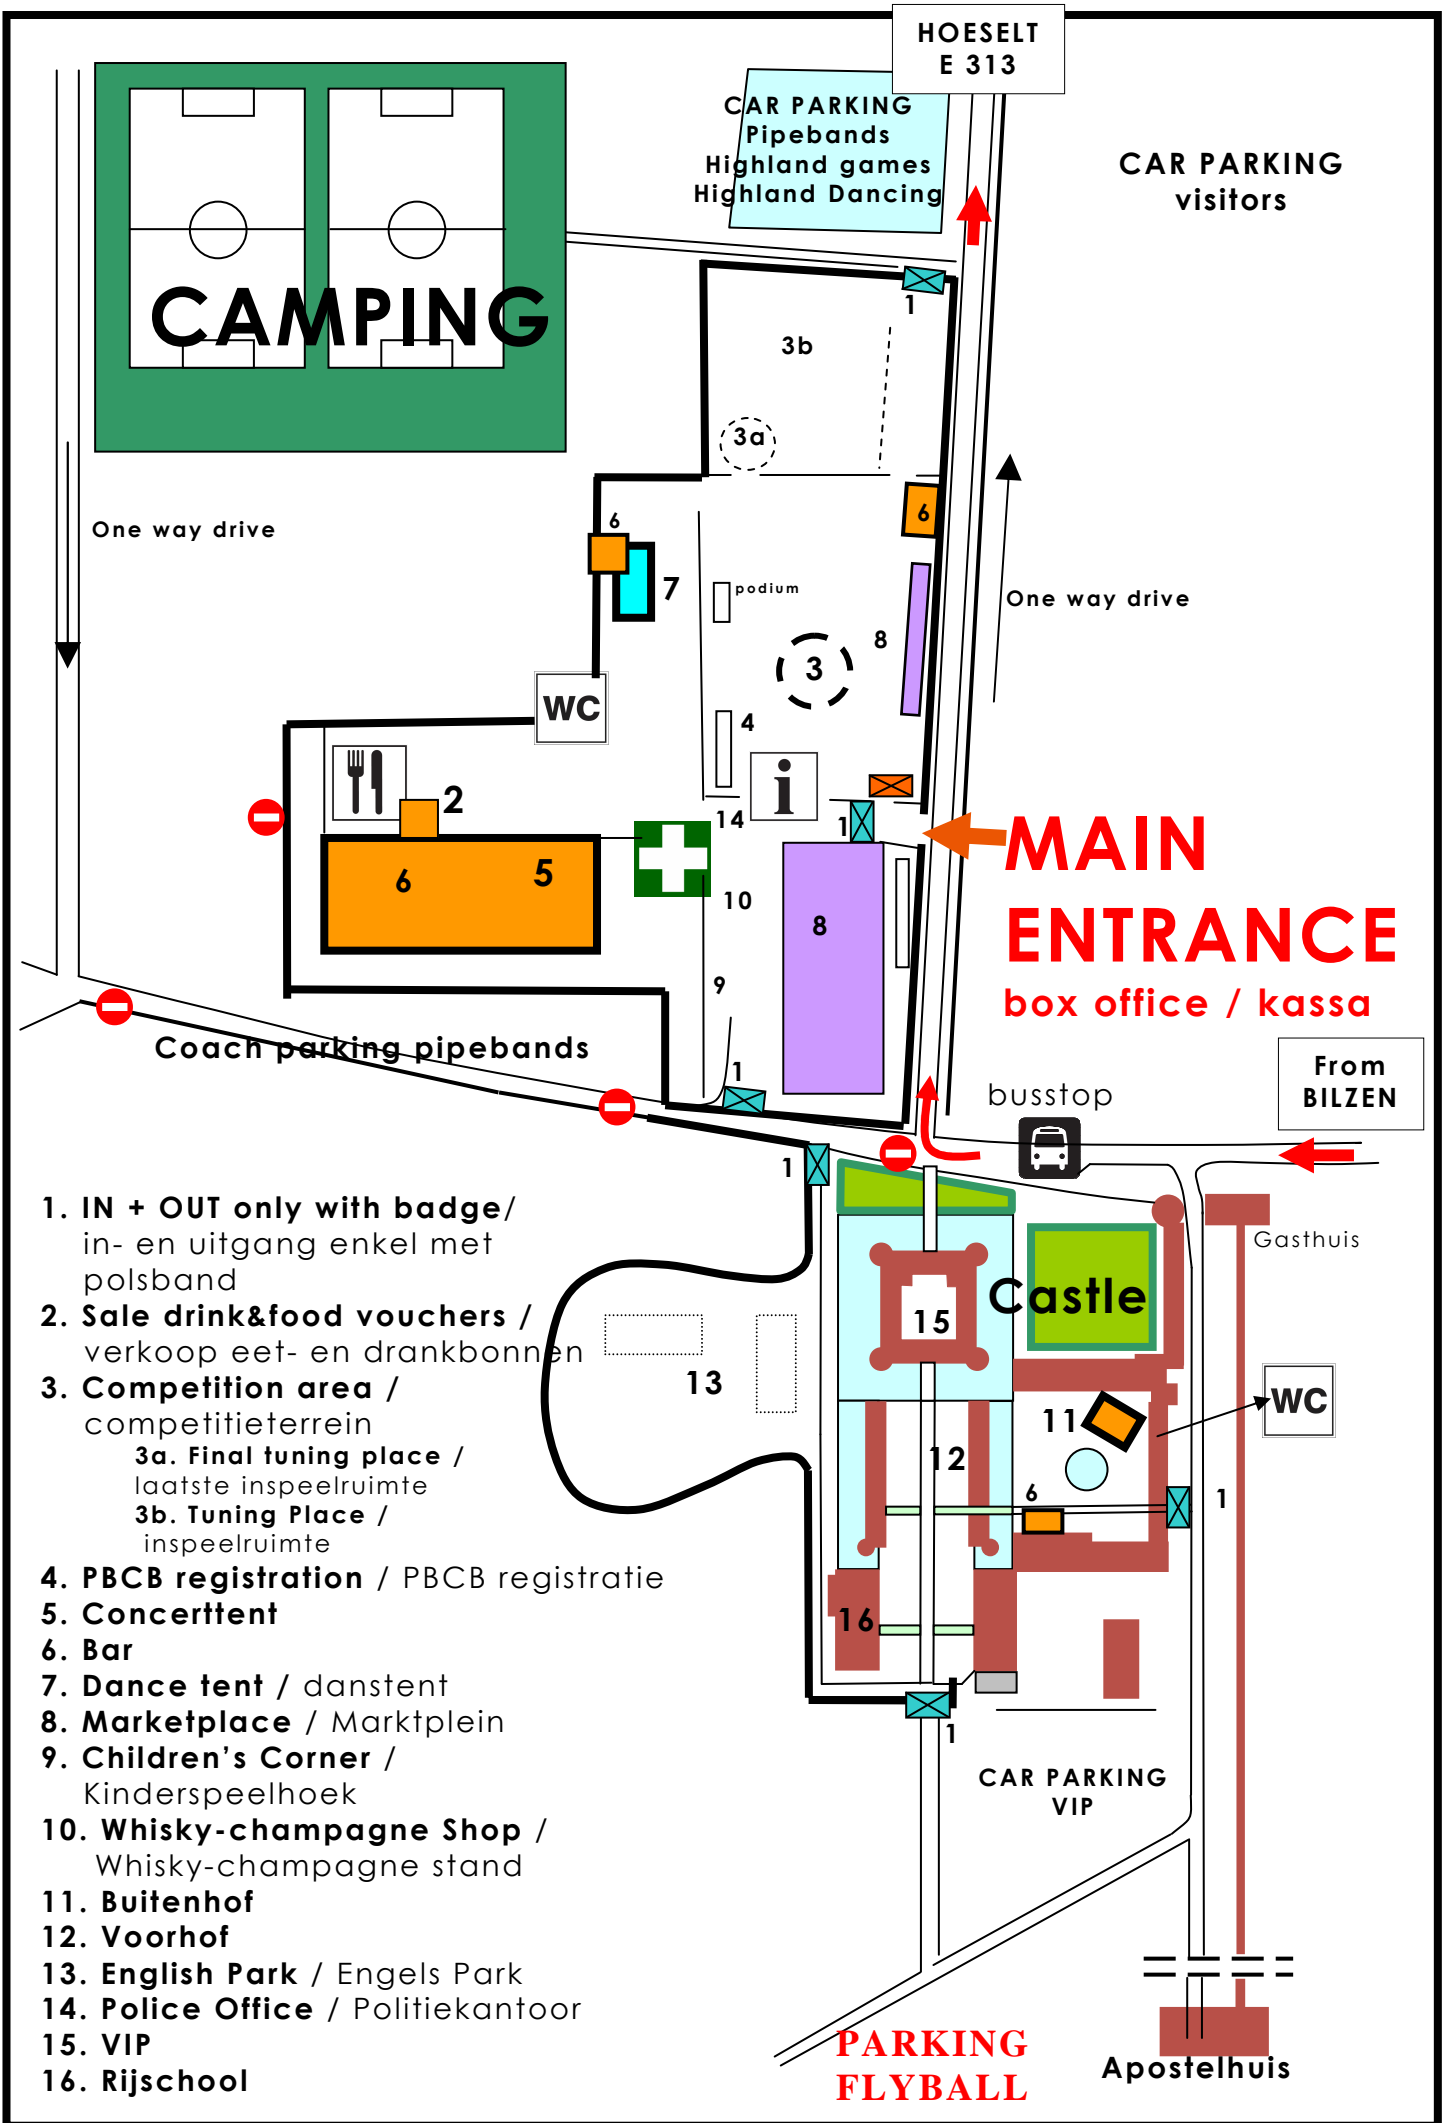 HOESELT
E 313
CAR PARKING
Pipebands
Highland games
Highland Dancing
CAR PARKING
visitors
CAMPING
1
3b
3a
One way drive
6
6
7
podium
One way drive
8
3
WC
4
i
2
14
1
MAIN
ENTRANCE
box office / kassa
6
5
10
8
9
Coach parking pipebands
1
busstop
From
BILZEN
1
Gasthuis
Castle
15
13
11
WC
12
6
1
16
1
CAR PARKING
VIP
1. IN + OUT only with badge/
in- en uitgang enkel met
polsband
2. Sale drink&food vouchers /
verkoop eet- en drankbonnen
3. Competition area /
competitieterrein
3a. Final tuning place /
laatste inspeelruimte
3b. Tuning Place /
inspeelruimte
4. PBCB registration / PBCB registratie
5. Concerttent
6. Bar
7. Dance tent / danstent
8. Marketplace / Marktplein
9. Children's Corner /
Kinderspeelhoek
10. Whisky-champagne Shop /
Whisky-champagne stand
11. Buitenhof
12. Voorhof
13. English Park / Engels Park
14. Police Office / Politiekantoor
15. VIP
16. Rijschool
PARKING
FLYBALL
Apostelhuis